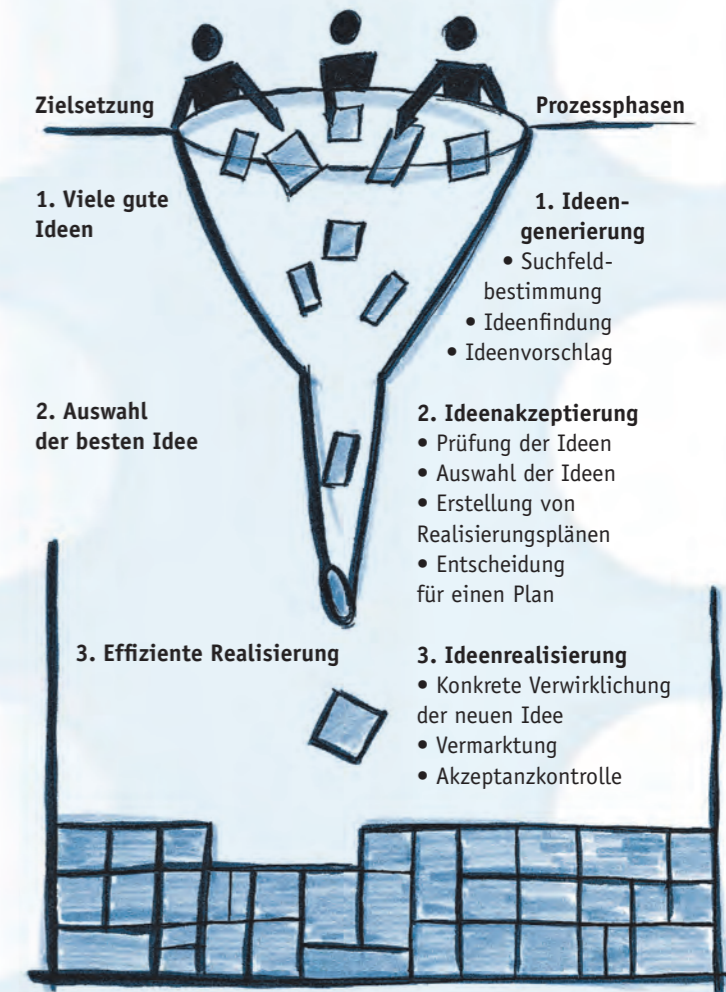 Zielsetzung
Prozessphasen
1. Viele gute
Ideen
1. Ideen-
generierung
• Suchfeld-
bestimmung
• Ideenfindung
• Ideenvorschlag
2. Auswahl
der besten Idee
2. Ideenakzeptierung
• Prüfung der Ideen
• Auswahl der Ideen
• Erstellung von
Realisierungsplänen
• Entscheidung
für einen Plan
3. Effiziente Realisierung
3. Ideenrealisierung
• Konkrete Verwirklichung
der neuen Idee
• Vermarktung
• Akzeptanzkontrolle